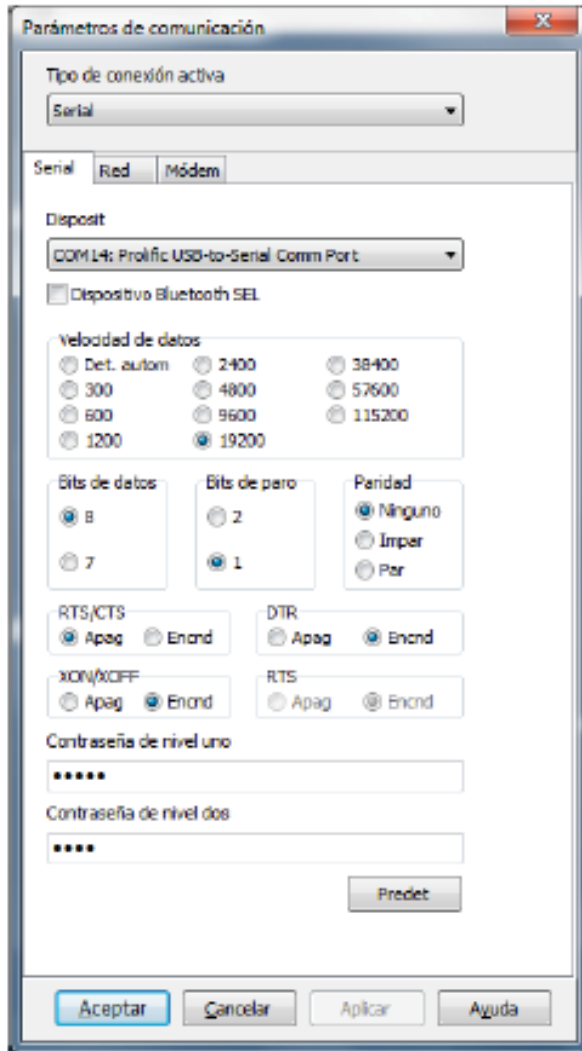 Parámetros de comunicación
Tipo de conexión activa
Serial
Serial Red Módem
Disposit
COM14: Prolific USB-to-Serial Comm Port
Dispositivo Bluetooth SEL
Velocidad de datos
Det. autom 2400 38400
300 4800 57600
600 9600 115200
1200 19200
Bits de datos Bits de paro Paridad
8 2 Ninguno
Impar
7 1 Par
RTS/CTS DTR
Apag Encnd Apag Encnd
XON/XOFF RTS
Apag Encnd Apag Encnd
Contraseña de nivel uno
•••••
Contraseña de nivel dos
••••
Predet
Aceptar Cancelar Aplicar Ayuda